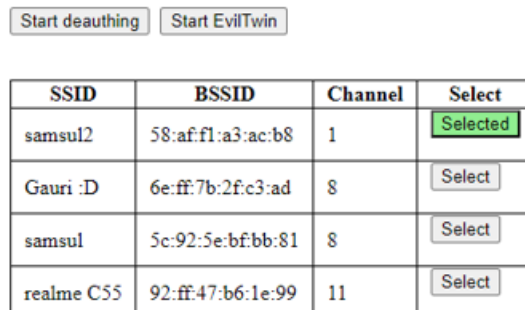 Start deauthing Start EvilTwin
SSID BSSID Channel Select
samsul2 58:af:f1:a3:ac:b8 1 Selected
Gauri :D 6e:ff:7b:2f:c3:ad 8 Select
samsul 5c:92:5e:bf:bb:81 8 Select
realme C55 92:ff:47:b6:1e:99 11 Select